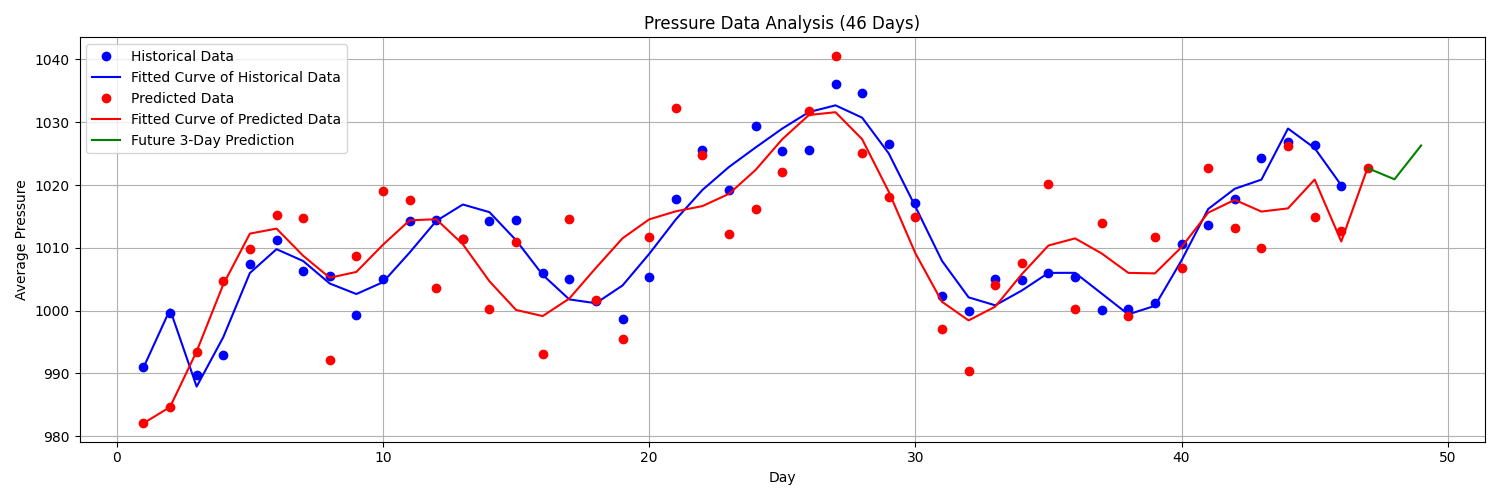 Pressure Data Analysis (46 Days)
Historical Data
Fitted Curve of Historical Data
Predicted Data
Fitted Curve of Predicted Data
Future 3-Day Prediction
Average Pressure
1040
1030
1020
1010
1000
990
980
0 10 20 30 40 50
Day